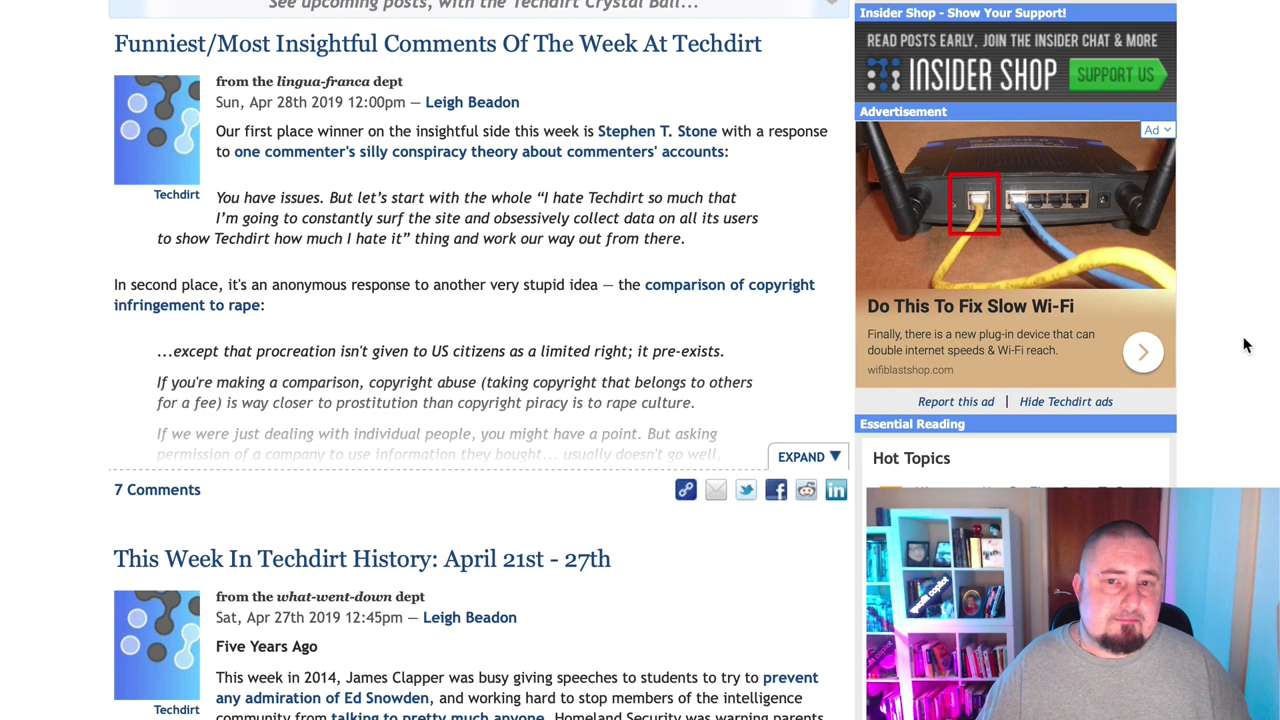 See upcoming posts, with the Techdirt Crystal Ball...
Funniest/Most Insightful Comments Of The Week At Techdirt
from the lingua-franca dept
Sun, Apr 28th 2019 12:00pm — Leigh Beadon
Our first place winner on the insightful side this week is Stephen T. Stone with a response
to one commenter's silly conspiracy theory about commenters' accounts:
Techdirt
You have issues. But let’s start with the whole “I hate Techdirt so much that
I’m going to constantly surf the site and obsessively collect data on all its users
to show Techdirt how much I hate it” thing and work our way out from there.
In second place, it's an anonymous response to another very stupid idea — the comparison of copyright
infringement to rape:
...except that procreation isn't given to US citizens as a limited right; it pre-exists.
If you're making a comparison, copyright abuse (taking copyright that belongs to others
for a fee) is way closer to prostitution than copyright piracy is to rape culture.
If we were just dealing with individual people, you might have a point. But asking
permission of a company to use information they bought... usually doesn't go well.
EXPAND ▼
7 Comments
This Week In Techdirt History: April 21st - 27th
from the what-went-down dept
Sat, Apr 27th 2019 12:45pm — Leigh Beadon
Five Years Ago
This week in 2014, James Clapper was busy giving speeches to students to try to prevent
any admiration of Ed Snowden, and working hard to stop members of the intelligence
Techdirt
community from talking to pretty much anyone. Homeland Security was warning parents
Insider Shop - Show Your Support!
READ POSTS EARLY, JOIN THE INSIDER CHAT & MORE
INSIDER SHOP
SUPPORT US
Advertisement
Ad
Do This To Fix Slow Wi-Fi
Finally, there is a new plug-in device that can
double internet speeds & Wi-Fi reach.
wifiblastshop.com
Report this ad | Hide Techdirt ads
Essential Reading
Hot Topics